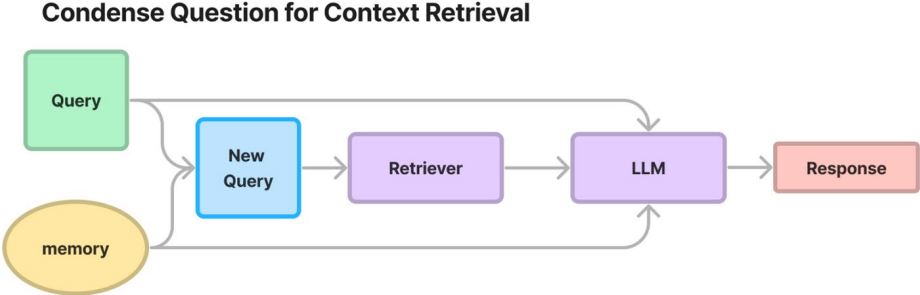 Condense Question for Context Retrieval
Query
New
Query
Retriever
LLM
Response
memory